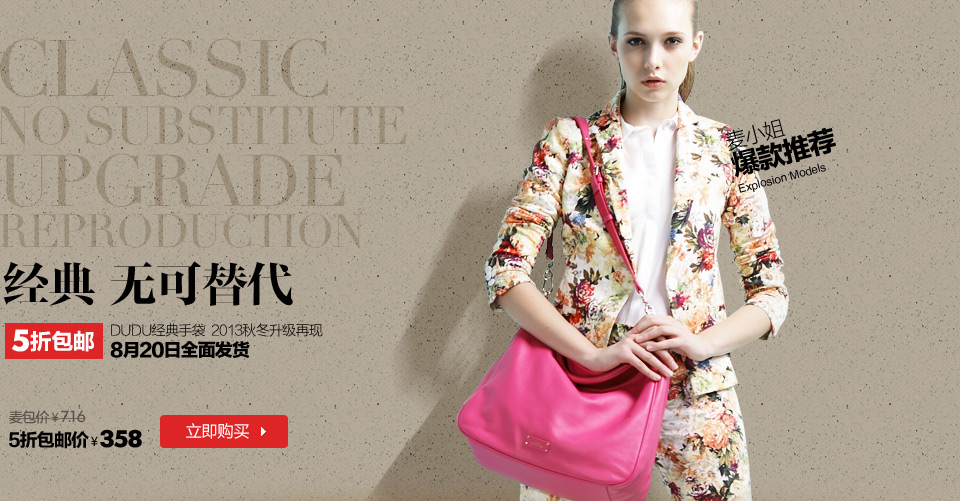 CLASSIC
NO SUBSTITUTE
UPGRADE
REPRODUCTION
经典 无可替代
5折包邮
DUDU经典手袋 2013秋冬升级再现
8月20日全面发货
麦包价¥716
5折包邮价¥358
立即购买
麦小姐
爆款推荐
Explosion Models